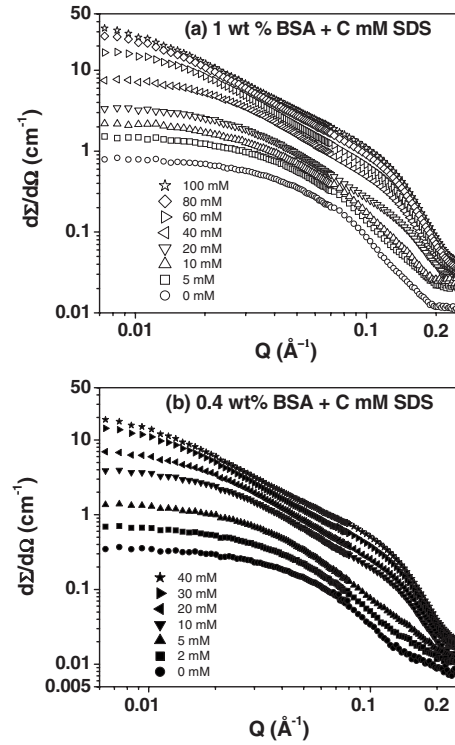 (a) 1 wt % BSA + C mM SDS
50
10
1
0.1
0.01
dΣ/dΩ (cm⁻¹)
100 mM
80 mM
60 mM
40 mM
20 mM
10 mM
5 mM
0 mM
0.01 0.1 0.2
Q (Å⁻¹)
(b) 0.4 wt% BSA + C mM SDS
50
10
1
0.1
0.01
0.005
dΣ/dΩ (cm⁻¹)
40 mM
30 mM
20 mM
10 mM
5 mM
2 mM
0 mM
0.01 0.1 0.2
Q (Å⁻¹)